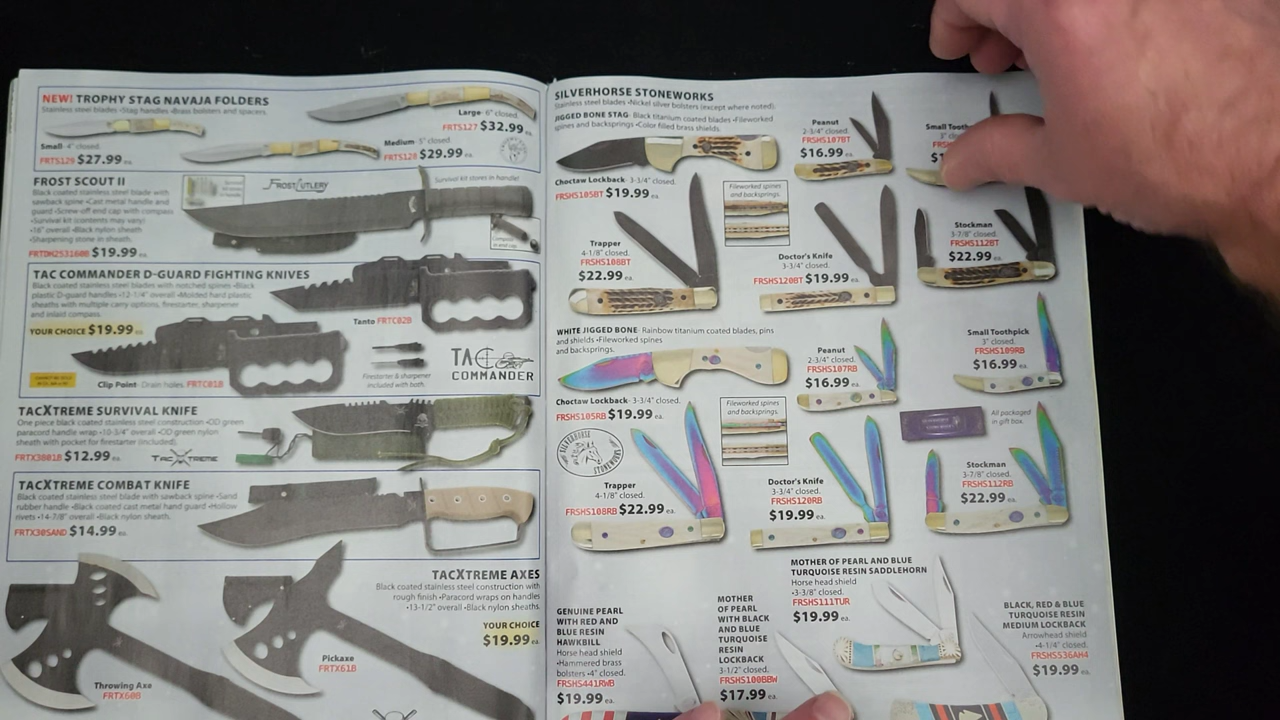 NEW! TROPHY STAG NAVAJA FOLDERS
Stainless steel blades •Stag handles •Brass bolsters and spacers.
Large- 6" closed.
FRTS127 $32.99 ea.
Small- 4" closed.
FRTS129 $27.99 ea.
Medium- 5" closed.
FRTS128 $29.99 ea.
FROST SCOUT II
Black coated stainless steel blade with
sawback spine •Cast metal handle and
guard •Screw-off end cap with compass
•Survival kit (contents may vary)
•16" overall •Black nylon sheath
•Sharpening stone in sheath.
FRTDH253160B $19.99 ea.
FROST CUTLERY
Survival kit stores in handle!
TAC COMMANDER D-GUARD FIGHTING KNIVES
Black coated stainless steel blades with notched spines •Black
plastic D-guard handles •12-1/4" overall •Molded hard plastic
sheaths with multiple carry options, firestarter, sharpener
and inlaid compass.
YOUR CHOICE $19.99 ea.
Tanto FRTC02B
Clip Point- Drain holes. FRTC01B
Firestarter & sharpener
included with both.
TAC
COMMANDER
TACXTREME SURVIVAL KNIFE
One piece black coated stainless steel construction •OD green
paracord handle wrap •10-3/4" overall •OD green nylon
sheath with pocket for firestarter (included).
FRTX3801B $12.99 ea.
TACXTREME
TACXTREME COMBAT KNIFE
Black coated stainless steel blade with sawback spine •Sand
rubber handle •Black coated cast metal hand guard •Hollow
rivets •14-7/8" overall •Black nylon sheath.
FRTX30SAND $14.99 ea.
TACXTREME AXES
Black coated stainless steel construction with
rough finish •Paracord wraps on handles
•13-1/2" overall •Black nylon sheaths.
YOUR CHOICE
$19.99 ea.
Pickaxe
FRTX61B
Throwing Axe
FRTX60B
SILVERHORSE STONEWORKS
Stainless steel blades •Nickel silver bolsters (except where noted).
JIGGED BONE STAG- Black titanium coated blades •Fileworked
spines and backsprings •Color filled brass shields.
Peanut
2-3/4" closed.
FRSHS107BT
$16.99 ea.
Small
Choctaw Lockback- 3-3/4" closed.
FRSHS105BT $19.99 ea.
Fileworked spines
and backsprings.
Trapper
4-1/8" closed.
FRSHS108BT
$22.99 ea.
Doctor's Knife
3-3/4" closed.
FRSHS120BT $19.99 ea.
Stockman
3-7/8" closed.
FRSHS112BT
$22.99 ea.
WHITE JIGGED BONE- Rainbow titanium coated blades, pins
and shields •Fileworked spines
and backsprings.
Peanut
2-3/4" closed.
FRSHS107RB
$16.99 ea.
Small Toothpick
3" closed.
FRSHS109RB
$16.99 ea.
Choctaw Lockback- 3-3/4" closed.
FRSHS105RB $19.99 ea.
Fileworked spines
and backsprings.
All packaged
in gift box.
SILVERHORSE
STONEWORKS
Trapper
4-1/8" closed.
FRSHS108RB $22.99 ea.
Doctor's Knife
3-3/4" closed.
FRSHS120RB
$19.99 ea.
Stockman
3-7/8" closed.
FRSHS112RB
$22.99 ea.
MOTHER OF PEARL AND BLUE
TURQUOISE RESIN SADDLEHORN
Horse head shield
•3-3/8" closed.
FRSHS111TUR
$19.99 ea.
GENUINE PEARL
WITH RED AND
BLUE RESIN
HAWKBILL
Horse head shield
•Hammered brass
bolsters •4" closed.
FRSHS441RWB
$19.99 ea.
MOTHER
OF PEARL
WITH BLACK
AND BLUE
TURQUOISE
RESIN
LOCKBACK
3-1/2" closed.
FRSHS100BBW
$17.99 ea.
BLACK, RED & BLUE
TURQUOISE RESIN
MEDIUM LOCKBACK
Arrowhead shield
•4-1/4" closed.
FRSHS536AH4
$19.99 ea.